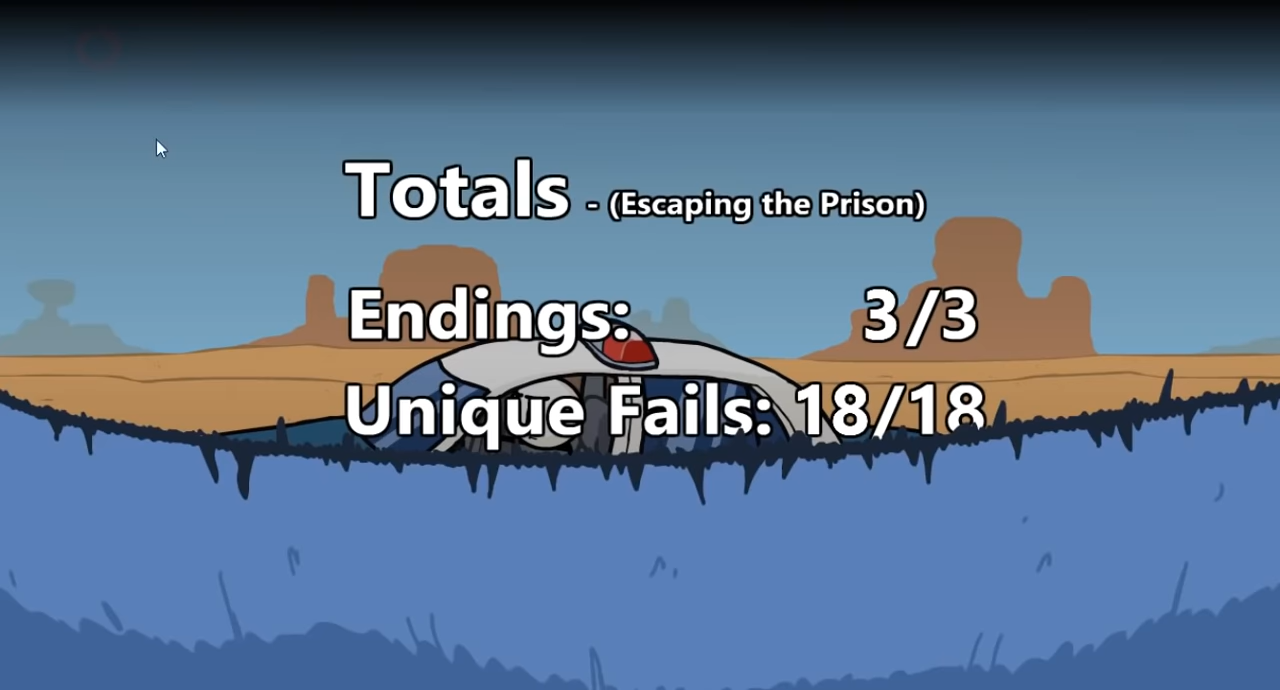 Totals - (Escaping the Prison)
Endings: 3/3
Unique Fails: 18/18